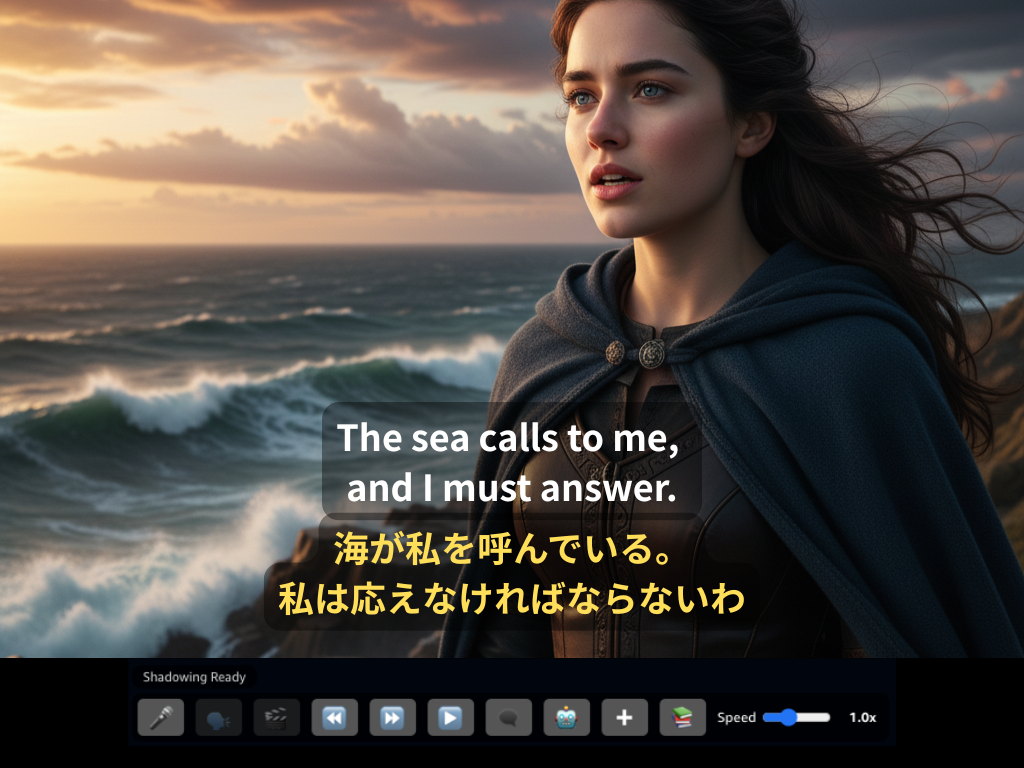 The sea calls to me,
and I must answer.
海が私を呼んでいる。
私は応えなければならないわ
Shadowing Ready
Speed 1.0x